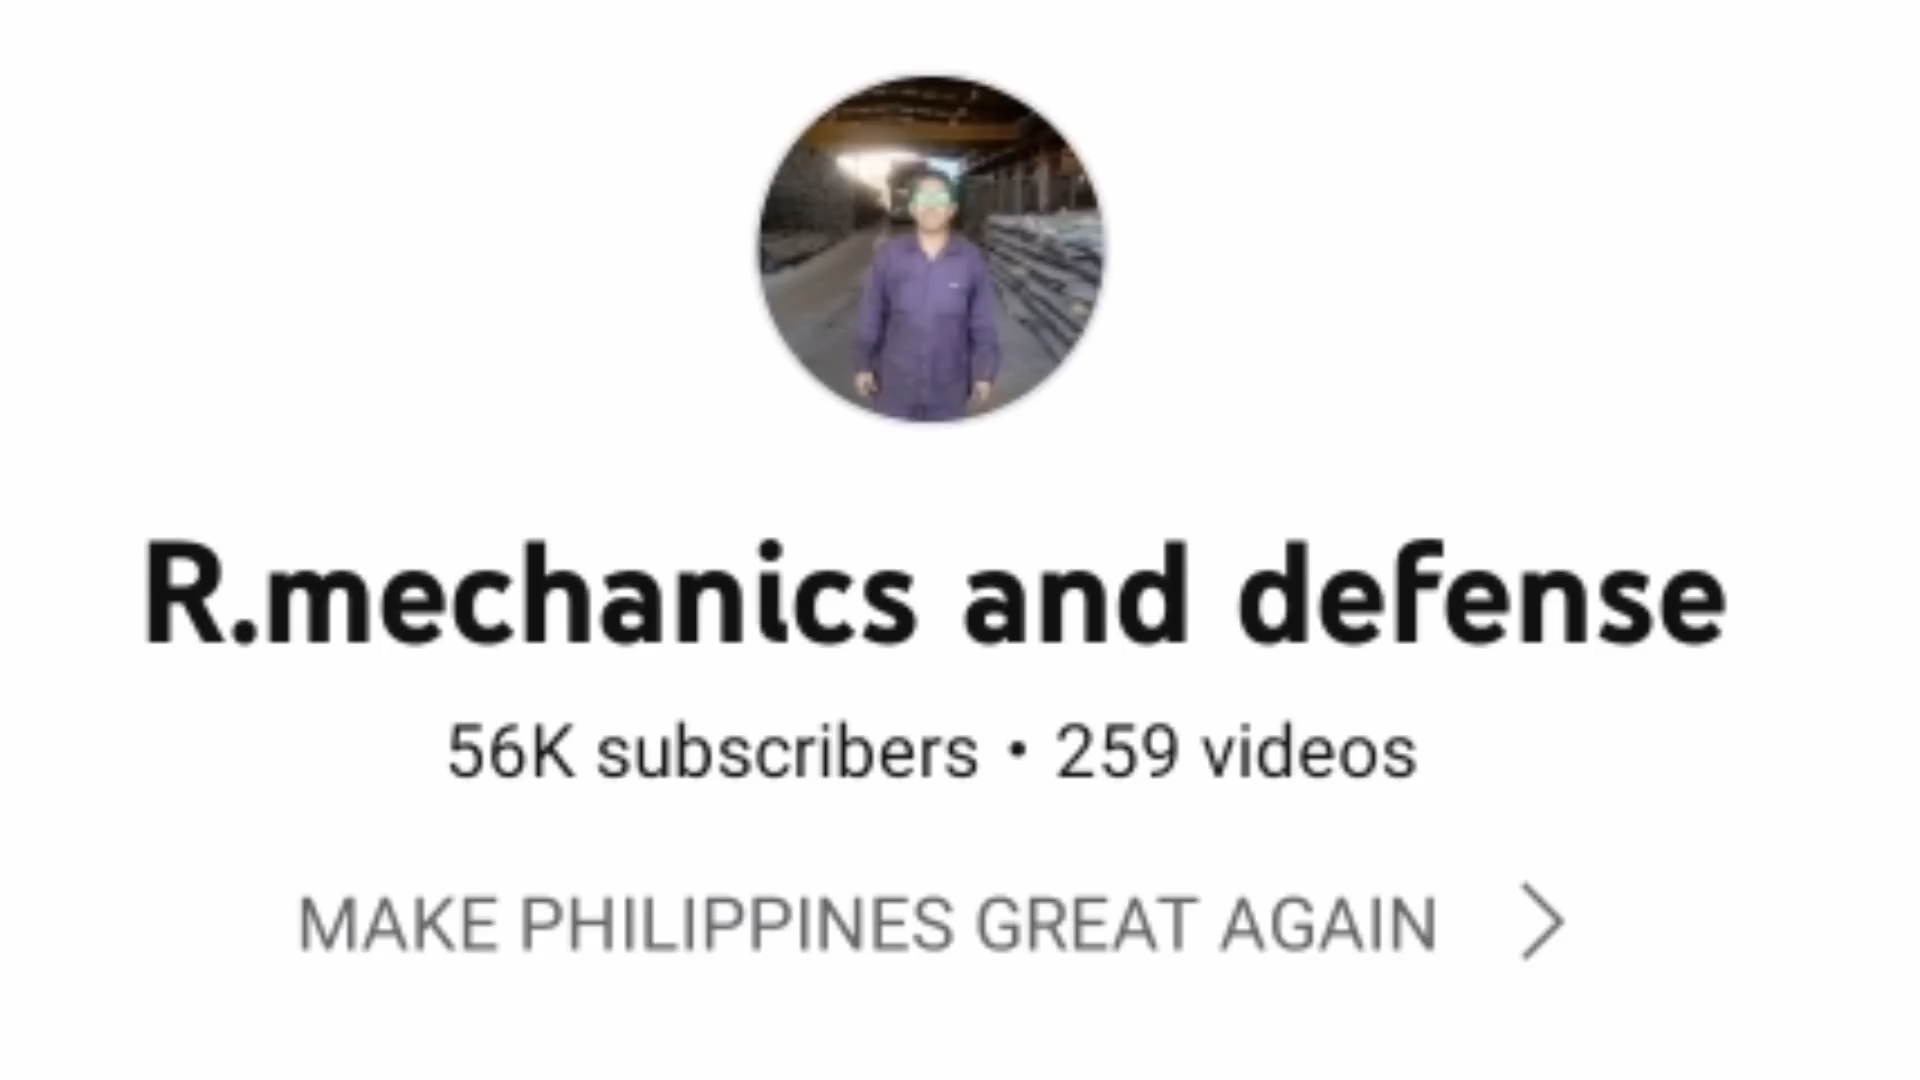 R.mechanics and defense
56K subscribers • 259 videos
MAKE PHILIPPINES GREAT AGAIN